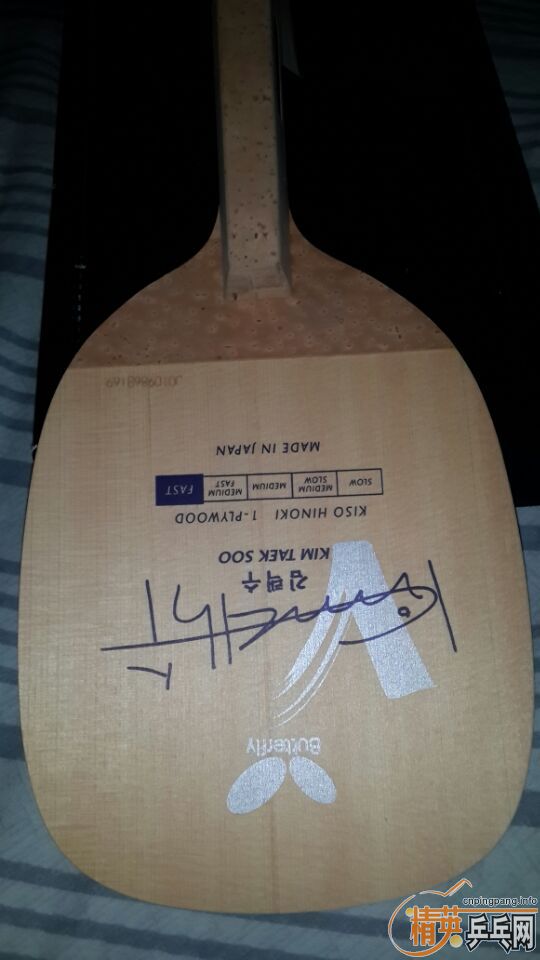 Butterfly
김택수
KIM TAEK SOO
KISO HINOKI 1-PLYWOOD
SLOW MEDIUM SLOW MEDIUM MEDIUM FAST FAST
MADE IN JAPAN
J0109868169
cnpingpang.info
精英乒乓网